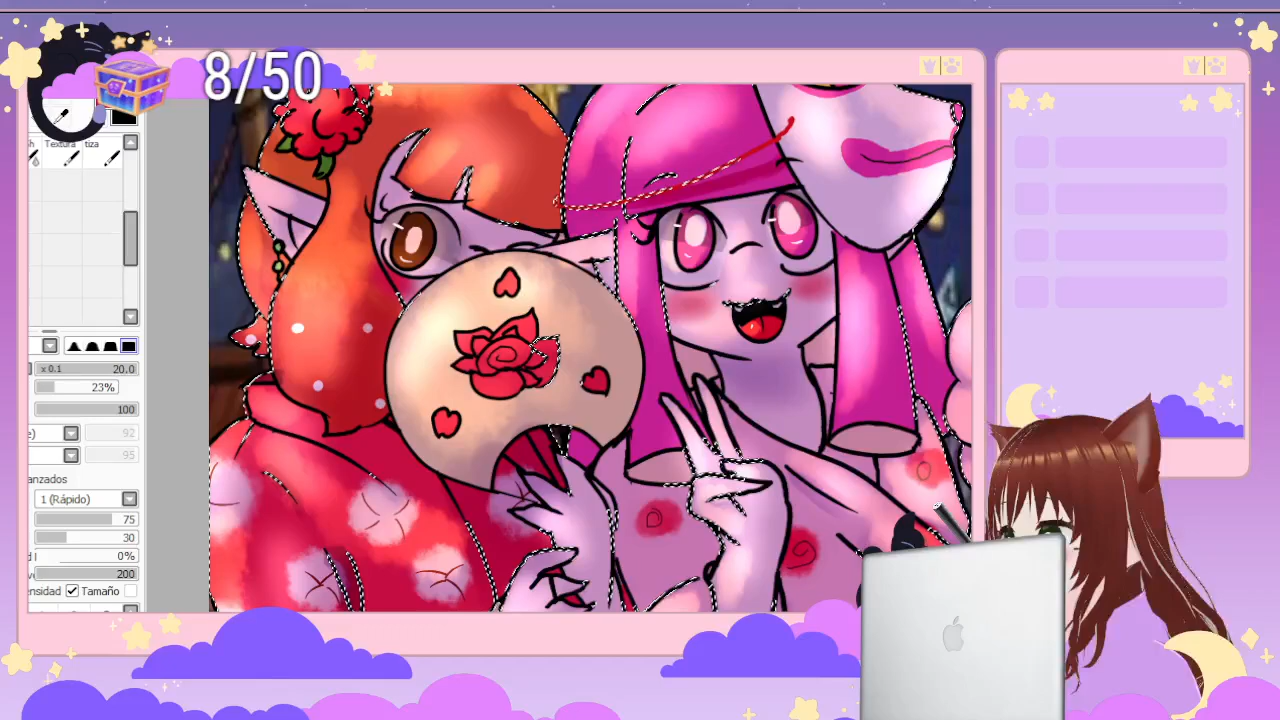 8/50
Textura
tiza
x 0.1
20.0
23%
100
92
95
anzados
1 (Rápido)
75
30
0%
200
ensidad
Tamaño